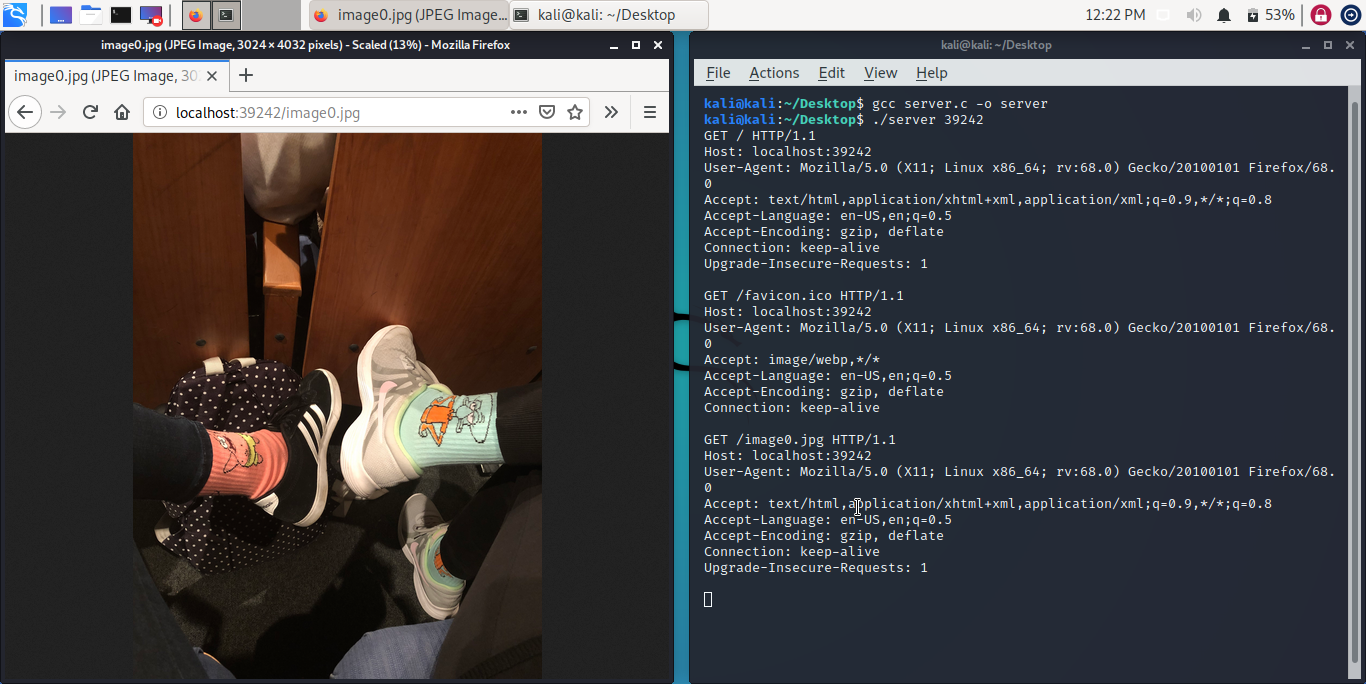 image0.jpg (JPEG Image...
kali@kali: ~/Desktop
12:22 PM
53%
image0.jpg (JPEG Image, 3024 × 4032 pixels) - Scaled (13%) - Mozilla Firefox
image0.jpg (JPEG Image, 30
localhost:39242/image0.jpg
kali@kali: ~/Desktop
File Actions Edit View Help
kali@kali:~/Desktop$ gcc server.c -o server
kali@kali:~/Desktop$ ./server 39242
GET / HTTP/1.1
Host: localhost:39242
User-Agent: Mozilla/5.0 (X11; Linux x86_64; rv:68.0) Gecko/20100101 Firefox/68.
0
Accept: text/html,application/xhtml+xml,application/xml;q=0.9,*/*;q=0.8
Accept-Language: en-US,en;q=0.5
Accept-Encoding: gzip, deflate
Connection: keep-alive
Upgrade-Insecure-Requests: 1
GET /favicon.ico HTTP/1.1
Host: localhost:39242
User-Agent: Mozilla/5.0 (X11; Linux x86_64; rv:68.0) Gecko/20100101 Firefox/68.
0
Accept: image/webp,*/*
Accept-Language: en-US,en;q=0.5
Accept-Encoding: gzip, deflate
Connection: keep-alive
GET /image0.jpg HTTP/1.1
Host: localhost:39242
User-Agent: Mozilla/5.0 (X11; Linux x86_64; rv:68.0) Gecko/20100101 Firefox/68.
0
Accept: text/html,application/xhtml+xml,application/xml;q=0.9,*/*;q=0.8
Accept-Language: en-US,en;q=0.5
Accept-Encoding: gzip, deflate
Connection: keep-alive
Upgrade-Insecure-Requests: 1